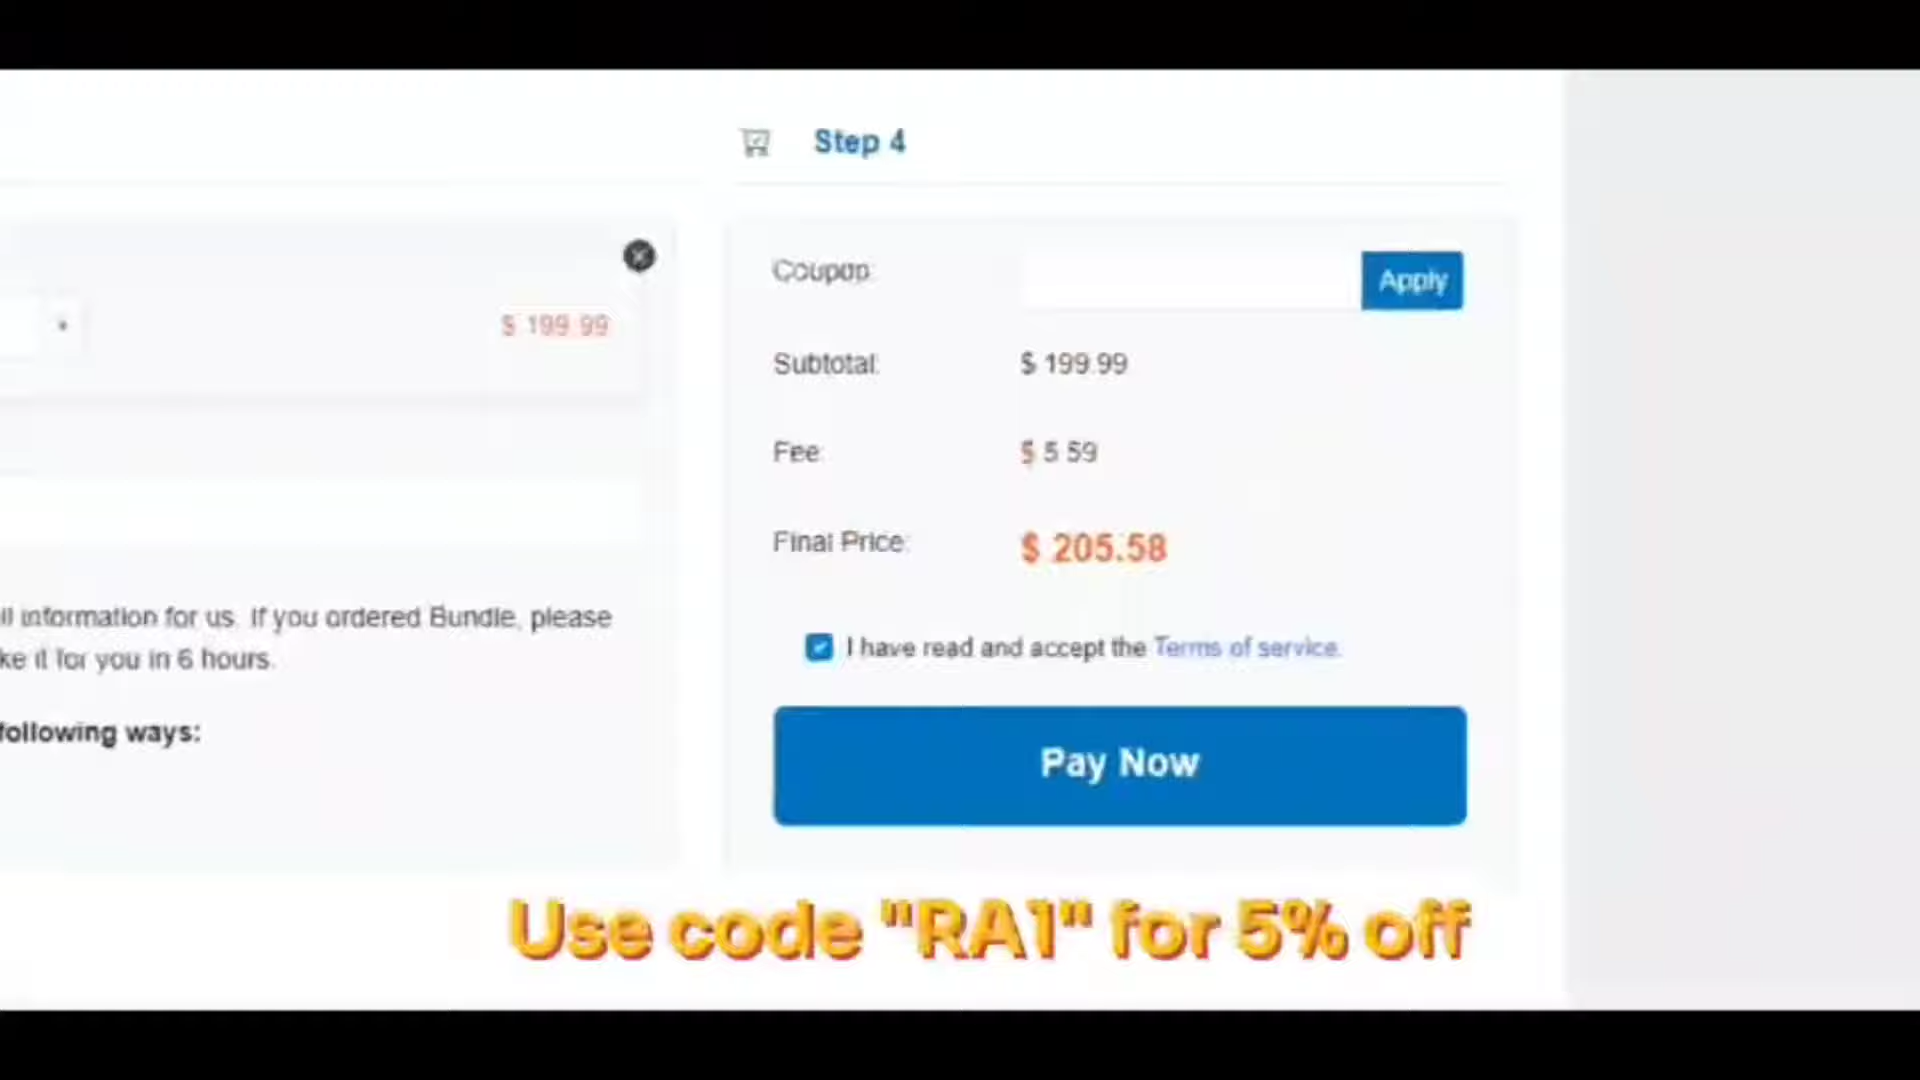 Step 4
$ 199.99
Coupon:
Apply
Subtotal:
$ 199.99
Fee:
$ 5.59
Final Price:
$ 205.58
I have read and accept the Terms of service.
Pay Now
information for us. If you ordered Bundle, please
it for you in 6 hours.
following ways:
Use code "RA1" for 5% off